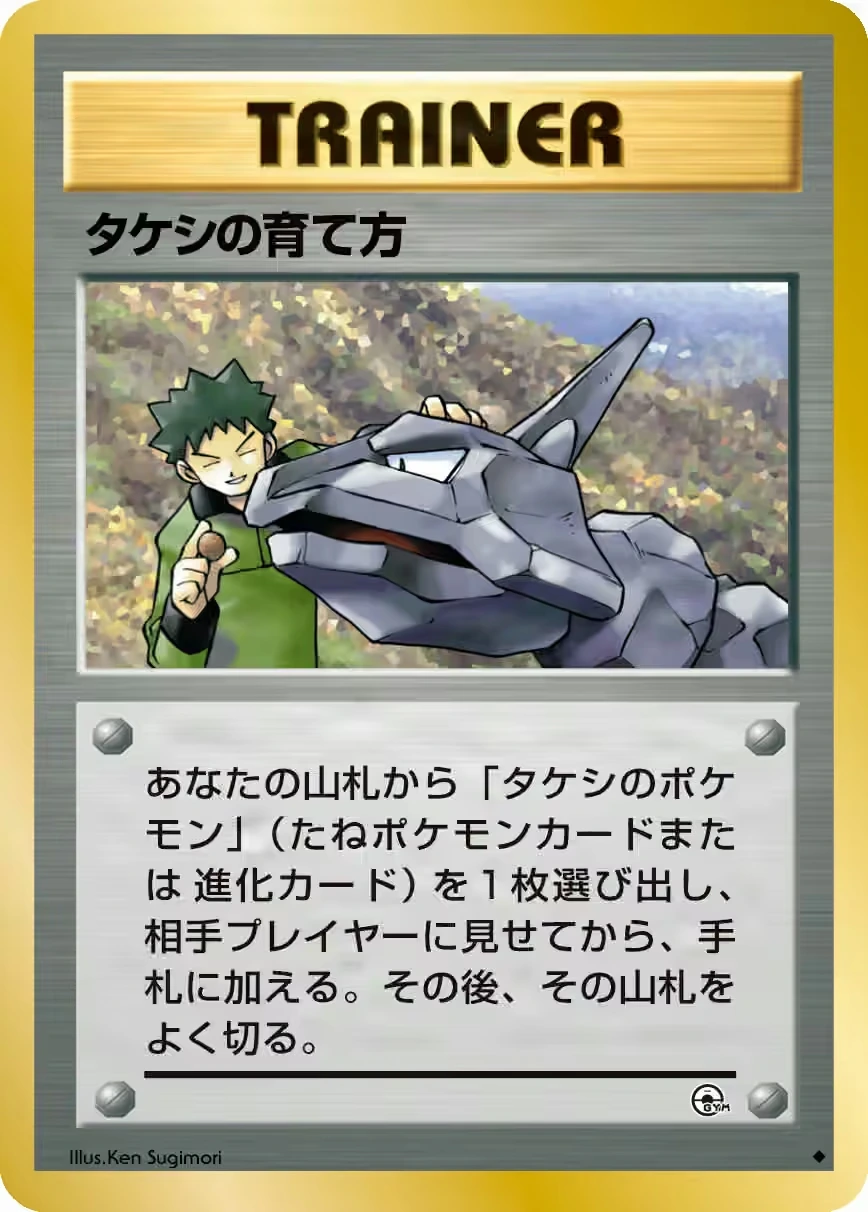 TRAINER
タケシの育て方
あなたの山札から「タケシのポケ
モン」（たねポケモンカードまた
は 進化カード）を１枚選び出し、
相手プレイヤーに見せてから、手
札に加える。その後、その山札を
よく切る。
GYM
Illus.Ken Sugimori